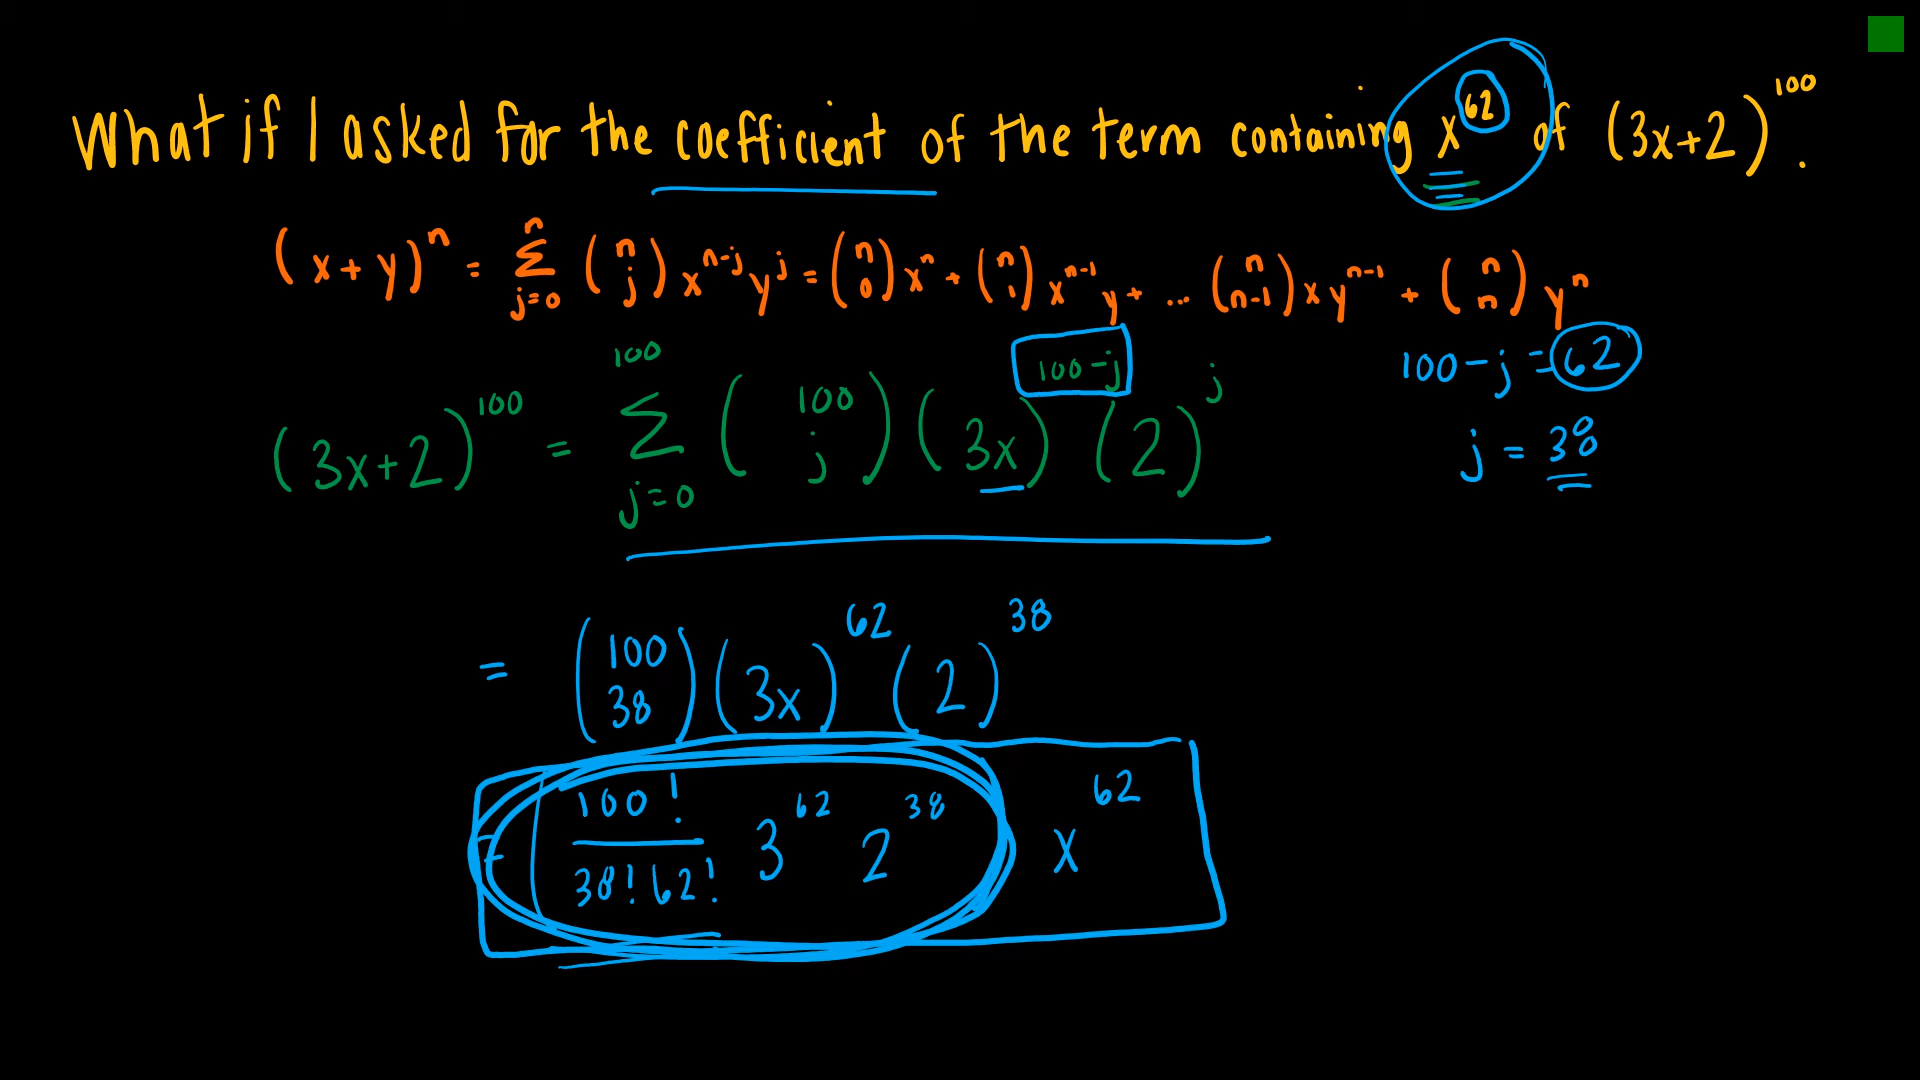 What if I asked for the coefficient of the term containing x^62 of (3x+2)^100.
(x+y)^n = Σ_{j=0}^{n} (n j) x^{n-j} y^j = (n 0) x^n + (n 1) x^{n-1} y + ... (n n-1) x y^{n-1} + (n n) y^n
(3x+2)^100 = Σ_{j=0}^{100} (100 j) (3x)^{100-j} (2)^j
100-j = 62
j = 38
= (100 38) (3x)^62 (2)^38
= 100!/38!62! 3^62 2^38 x^62